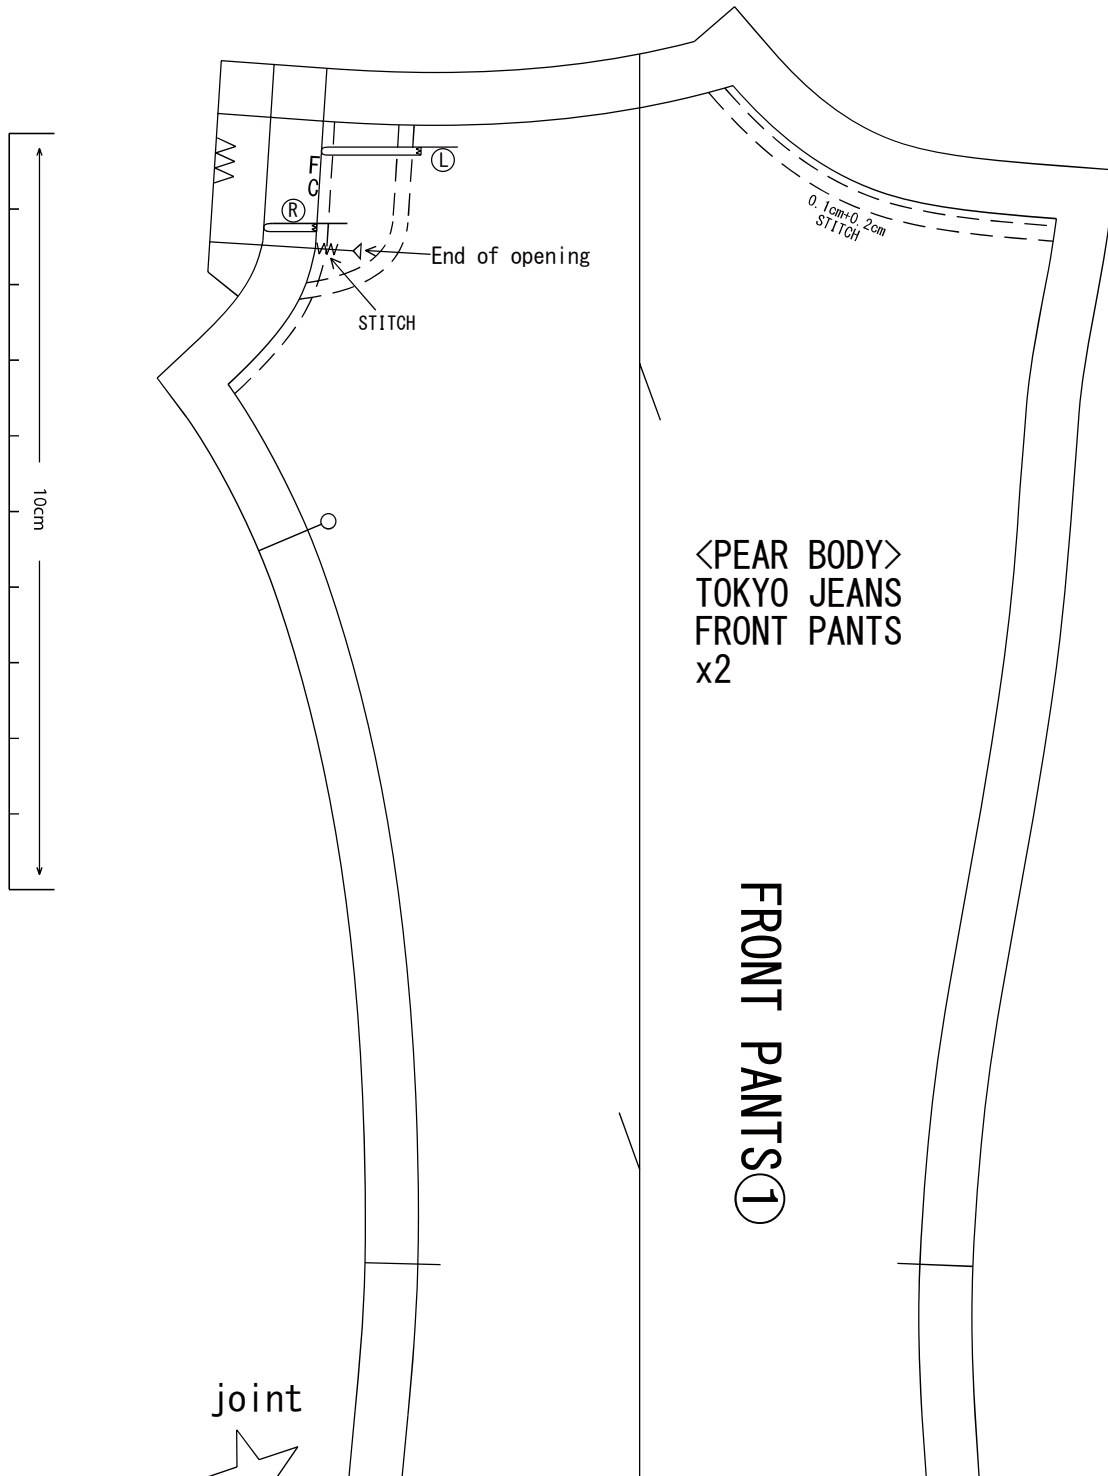 F
C
Ⓛ
Ⓡ
0.1cm+0.2cm
STITCH
End of opening
STITCH
10cm
<PEAR BODY>
TOKYO JEANS
FRONT PANTS
x2
FRONT PANTS①
joint